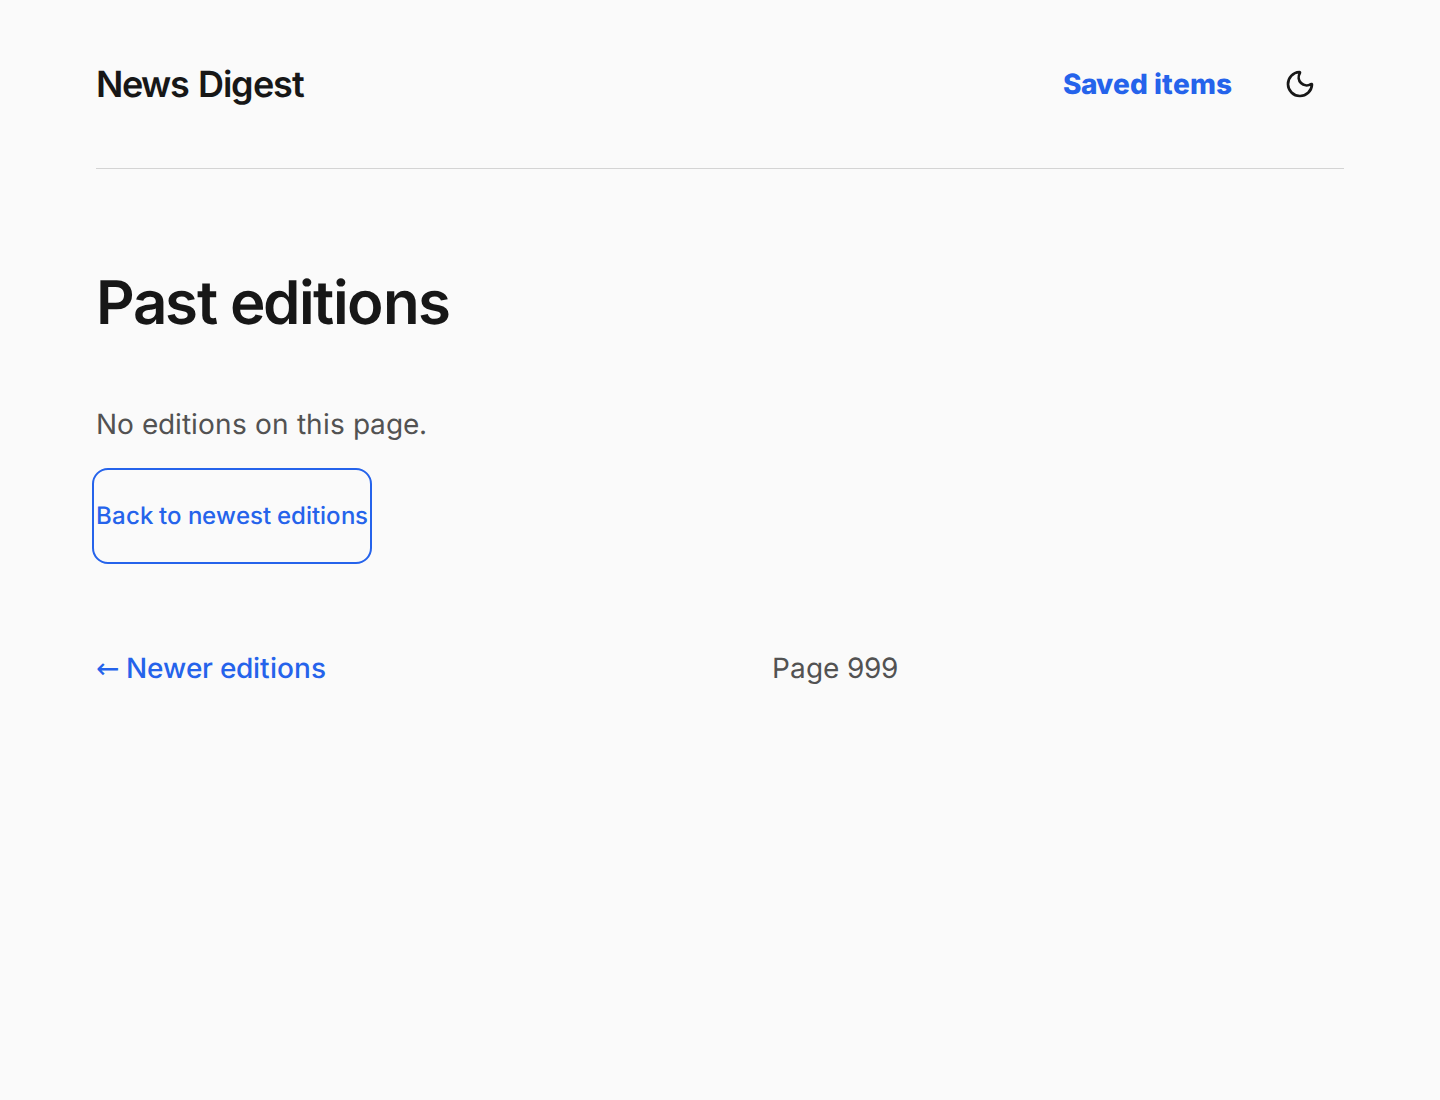 News Digest
Saved items
Past editions
No editions on this page.
Back to newest editions
← Newer editions
Page 999